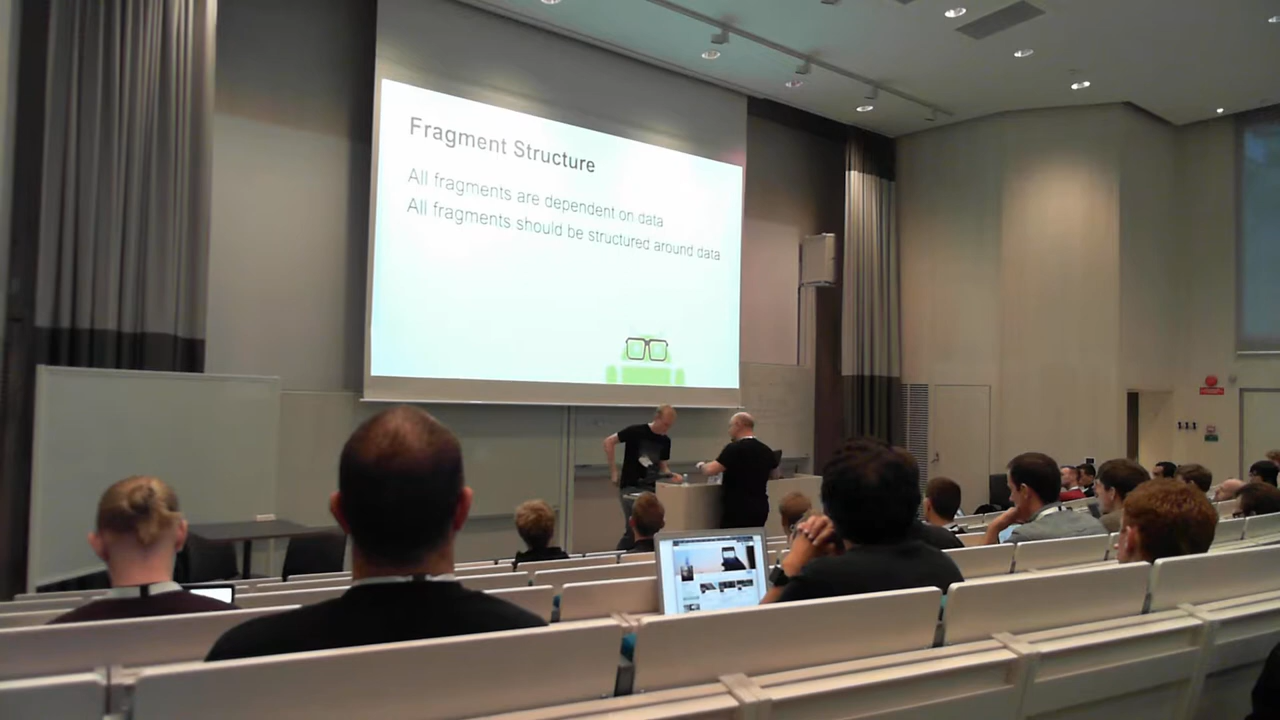 Fragment Structure
All fragments are dependent on data
All fragments should be structured around data